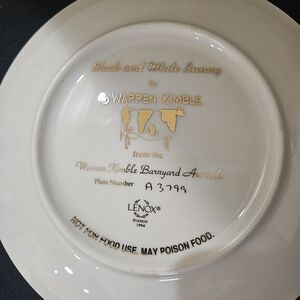 Black and White Bunny
By
WARREN KIMBLE
from the
Warren Kimble Barnyard Animals
Plate Number A3799
LENOX®
©LENOX
1994
NOT FOR FOOD USE. MAY POISON FOOD.